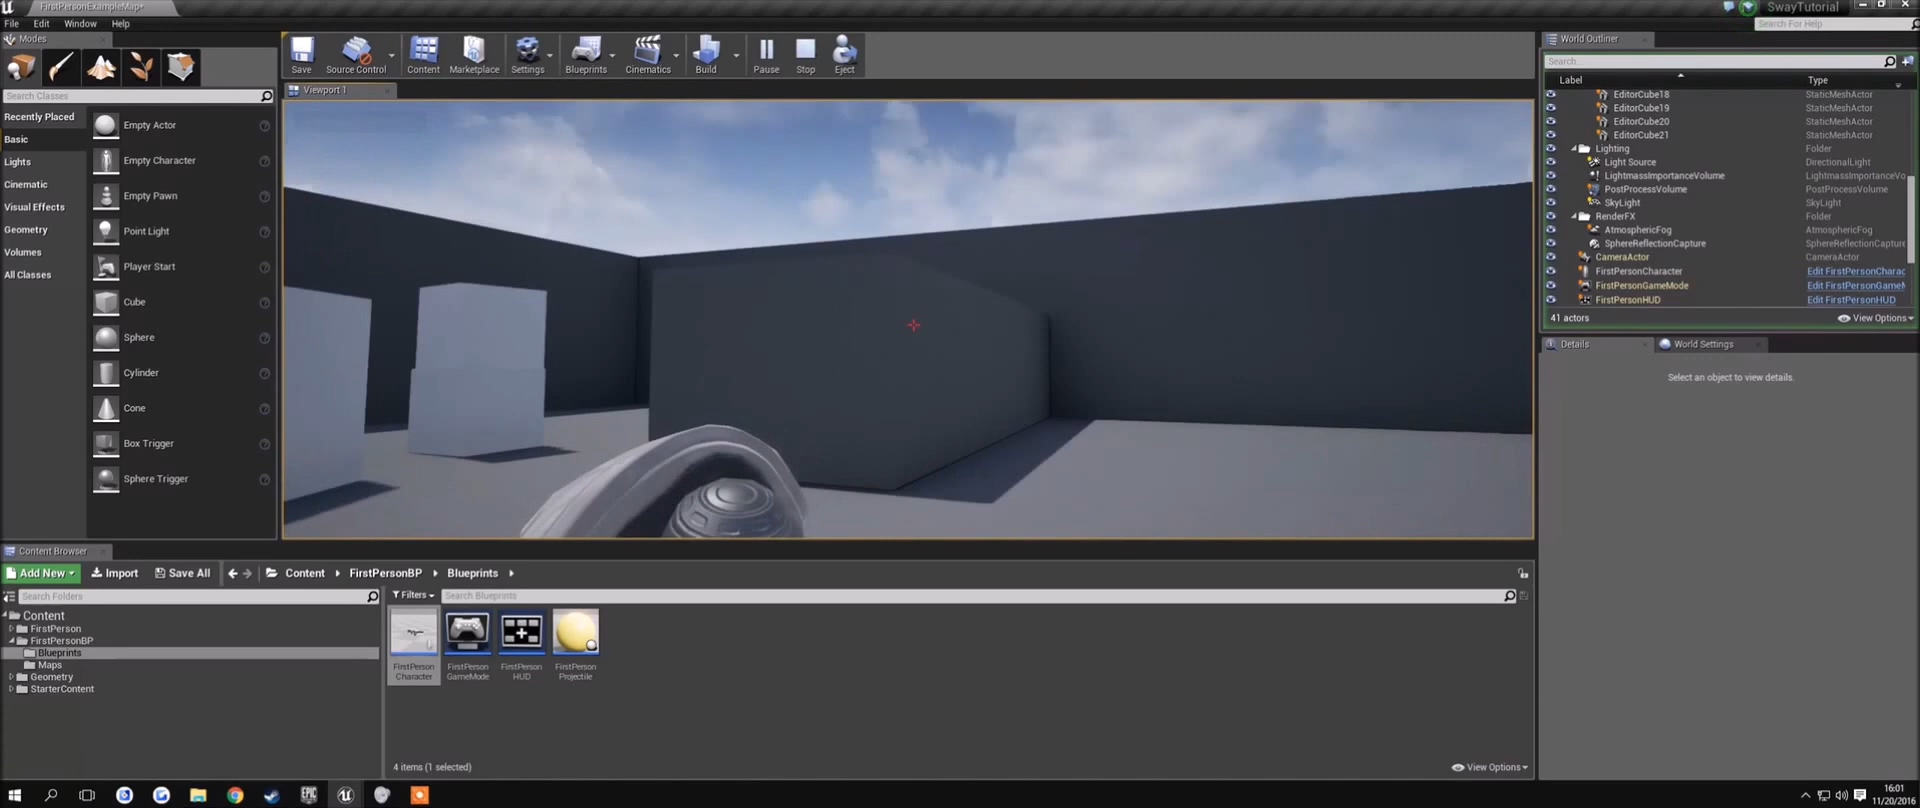 FirstPersonExampleMap*
SwayTutorial
File Edit Window Help
Search For Help
Modes
Save Source Control Content Marketplace Settings Blueprints Cinematics Build Pause Stop Eject
World Outliner
Search...
Label Type
Viewport 1
Search Classes
Recently Placed
Basic
Lights
Cinematic
Visual Effects
Geometry
Volumes
All Classes
Empty Actor
Empty Character
Empty Pawn
Point Light
Player Start
Cube
Sphere
Cylinder
Cone
Box Trigger
Sphere Trigger
EditorCube18 StaticMeshActor
EditorCube19 StaticMeshActor
EditorCube20 StaticMeshActor
EditorCube21 StaticMeshActor
Lighting Folder
Light Source DirectionalLight
LightmassImportanceVolume LightmassImportanceVo
PostProcessVolume PostProcessVolume
SkyLight SkyLight
RenderFX Folder
AtmosphericFog AtmosphericFog
SphereReflectionCapture SphereReflectionCapture
CameraActor CameraActor
FirstPersonCharacter Edit FirstPersonCharac
FirstPersonGameMode Edit FirstPersonGameM
FirstPersonHUD Edit FirstPersonHUD
41 actors View Options
Details World Settings
Select an object to view details.
Content Browser
Add New Import Save All Content FirstPersonBP Blueprints
Search Folders
Filters Search Blueprints
Content
FirstPerson
FirstPersonBP
Blueprints
Maps
Geometry
StarterContent
FirstPerson
Character
FirstPerson
GameMode
FirstPerson
HUD
FirstPerson
Projectile
4 items (1 selected) View Options
EPIC
16:01
11/20/2016